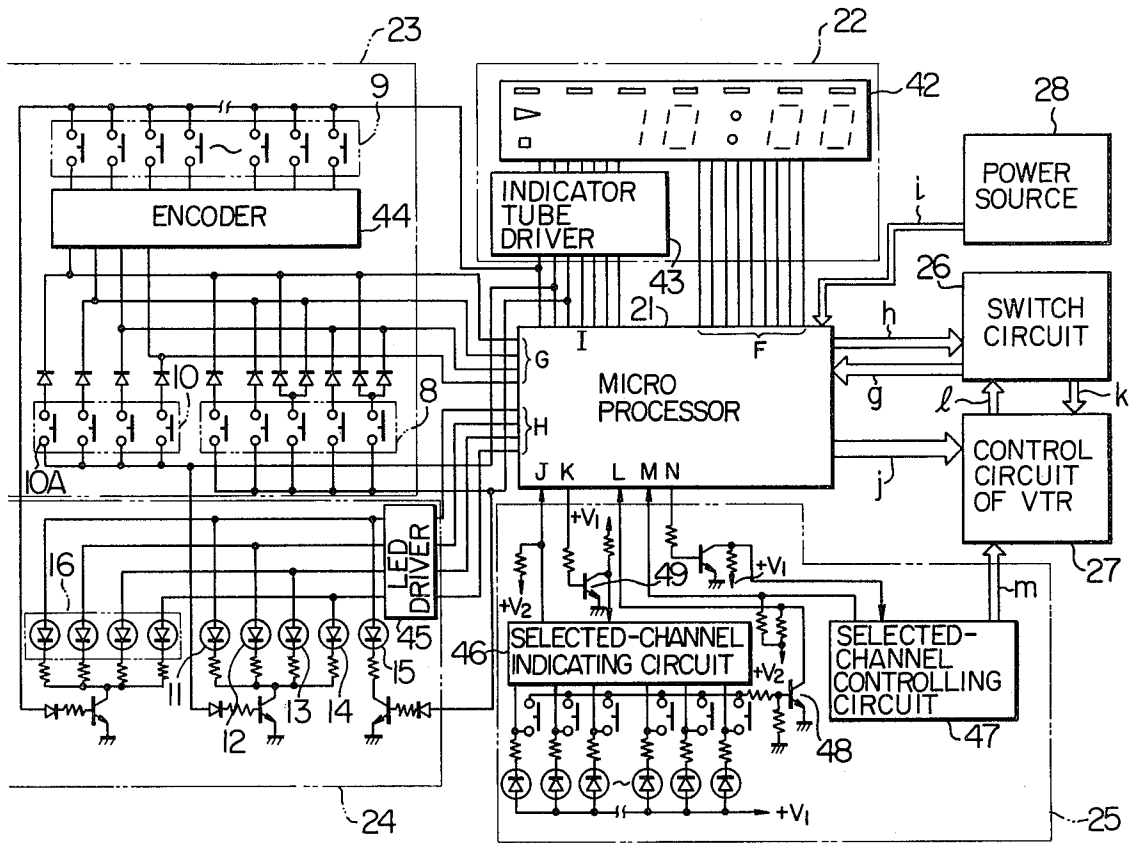 23
22
9
42
28
10:00
POWER
SOURCE
INDICATOR
TUBE
DRIVER
ENCODER
44
i
43
26
21
SWITCH
CIRCUIT
h
I
F
G
g
MICRO
PROCESSOR
10
8
l
k
H
CONTROL
CIRCUIT
OF VTR
10A
J K L M N
j
+V1
LED
DRIVER
16
49
+V1
27
+V2
m
45
46
SELECTED-CHANNEL
INDICATING CIRCUIT
SELECTED-
CHANNEL
CONTROLLING
CIRCUIT
+V2
15
11
12
13
14
48
47
+V1
24
25